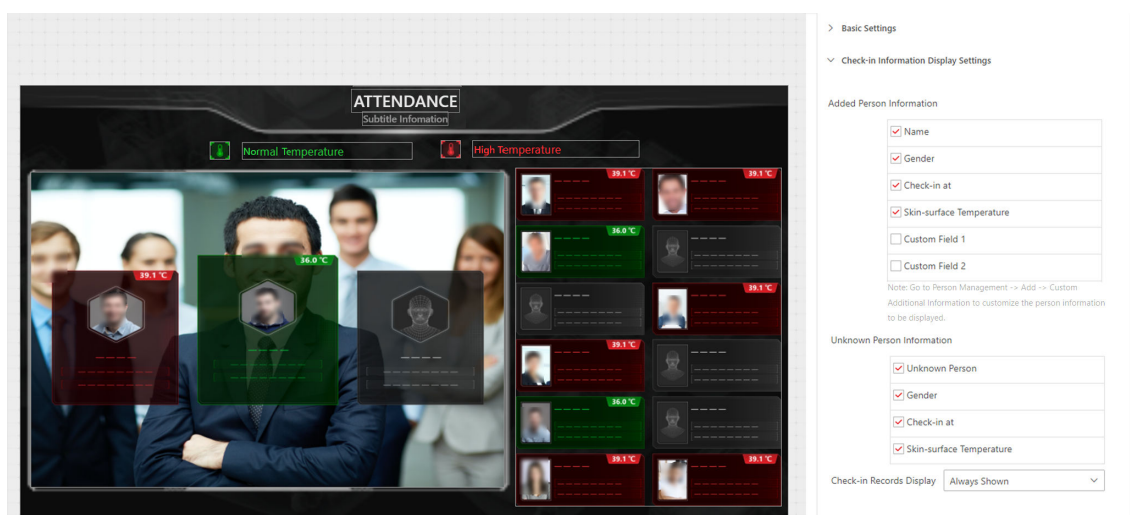 Basic Settings
Check-in Information Display Settings
ATTENDANCE
Subtitle Infomation
Normal Temperature
High Temperature
39.1 ℃
39.1 ℃
36.0 ℃
36.0 ℃
39.1 ℃
39.1 ℃
39.1 ℃
36.0 ℃
39.1 ℃
39.1 ℃
Added Person Information
Name
Gender
Check-in at
Skin-surface Temperature
Custom Field 1
Custom Field 2
Note: Go to Person Management -> Add -> Custom
Additional Information to customize the person information
to be displayed.
Unknown Person Information
Unknown Person
Gender
Check-in at
Skin-surface Temperature
Check-in Records Display
Always Shown